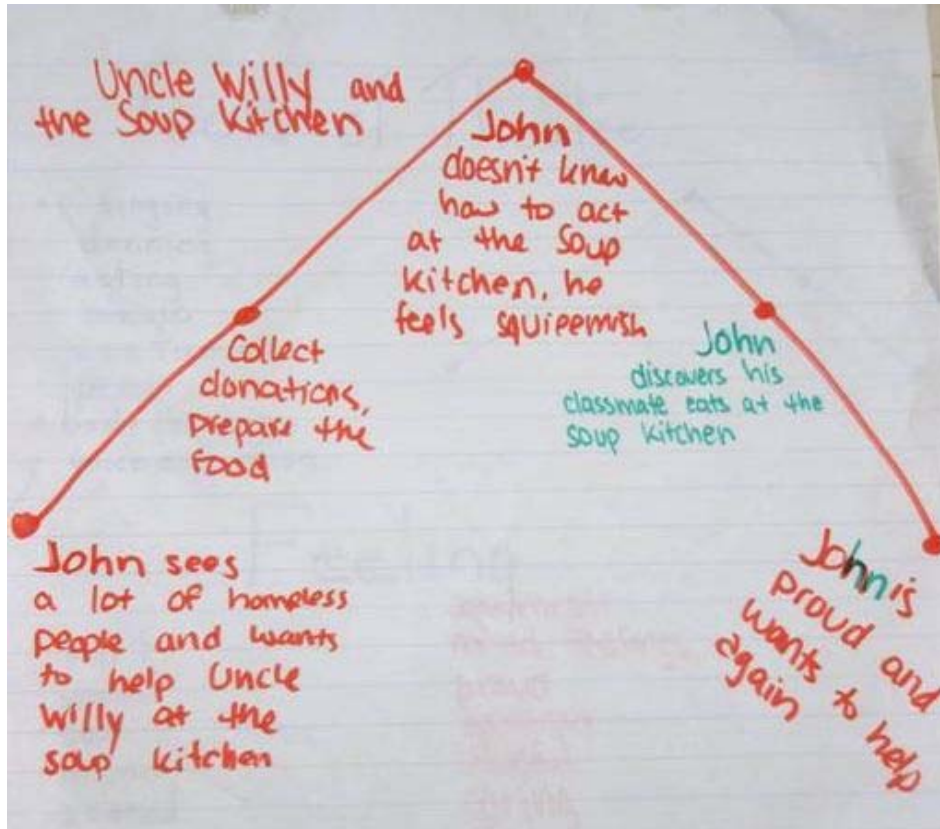 Uncle Willy and
the Soup Kitchen
John
doesn't know
how to act
at the Soup
kitchen, he
feels squieemish
Collect
donations,
prepare the
food
John
discovers his
classmate eats at the
soup kitchen
John sees
a lot of homeless
people and wants
to help Uncle
Willy at the
soup kitchen
John is
proud and
wants to help
again